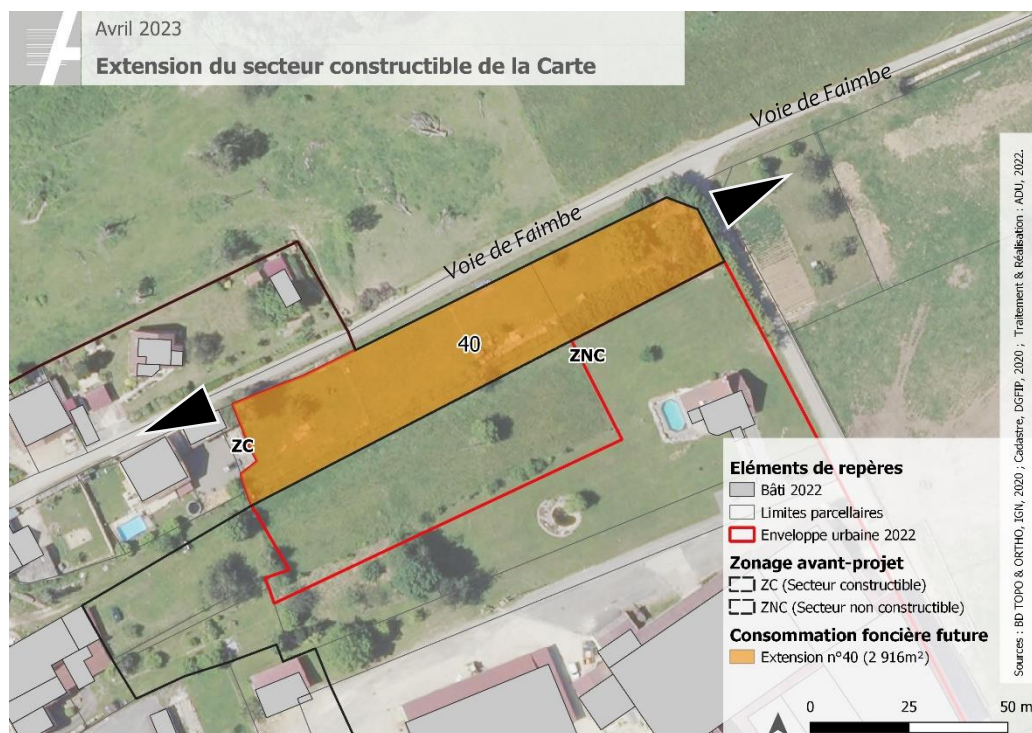 Avril 2023
Extension du secteur constructible de la Carte
Voie de Faimbe
Voie de Faimbe
40
ZNC
ZC
Eléments de repères
Bâti 2022
Limites parcellaires
Enveloppe urbaine 2022
Zonage avant-projet
ZC (Secteur constructible)
ZNC (Secteur non constructible)
Consommation foncière future
Extension n°40 (2 916m²)
0 25 50 m
Sources : BD TOPO & ORTHO, IGN, 2020 ; Cadastre, DGFIP, 2020 ; Traitement & Réalisation : ADU, 2022.